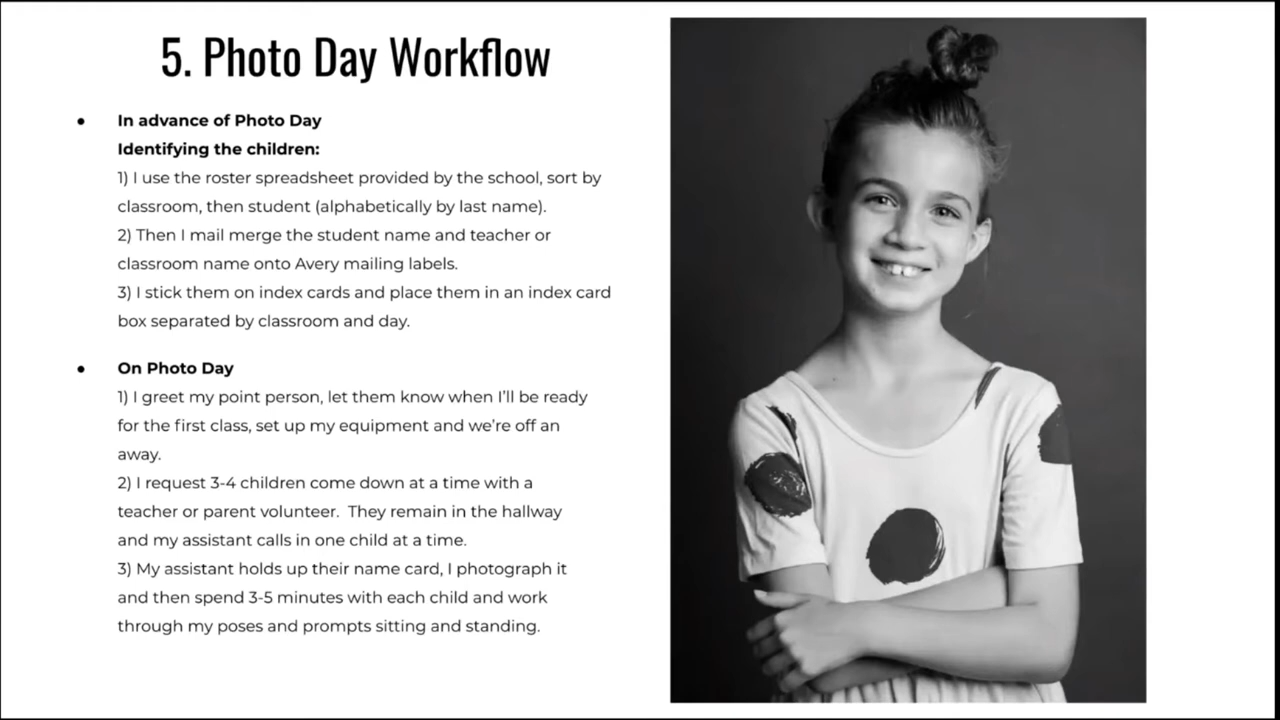 5. Photo Day Workflow
● In advance of Photo Day
Identifying the children:
1) I use the roster spreadsheet provided by the school, sort by
classroom, then student (alphabetically by last name).
2) Then I mail merge the student name and teacher or
classroom name onto Avery mailing labels.
3) I stick them on index cards and place them in an index card
box separated by classroom and day.
● On Photo Day
1) I greet my point person, let them know when I’ll be ready
for the first class, set up my equipment and we’re off an
away.
2) I request 3-4 children come down at a time with a
teacher or parent volunteer. They remain in the hallway
and my assistant calls in one child at a time.
3) My assistant holds up their name card, I photograph it
and then spend 3-5 minutes with each child and work
through my poses and prompts sitting and standing.